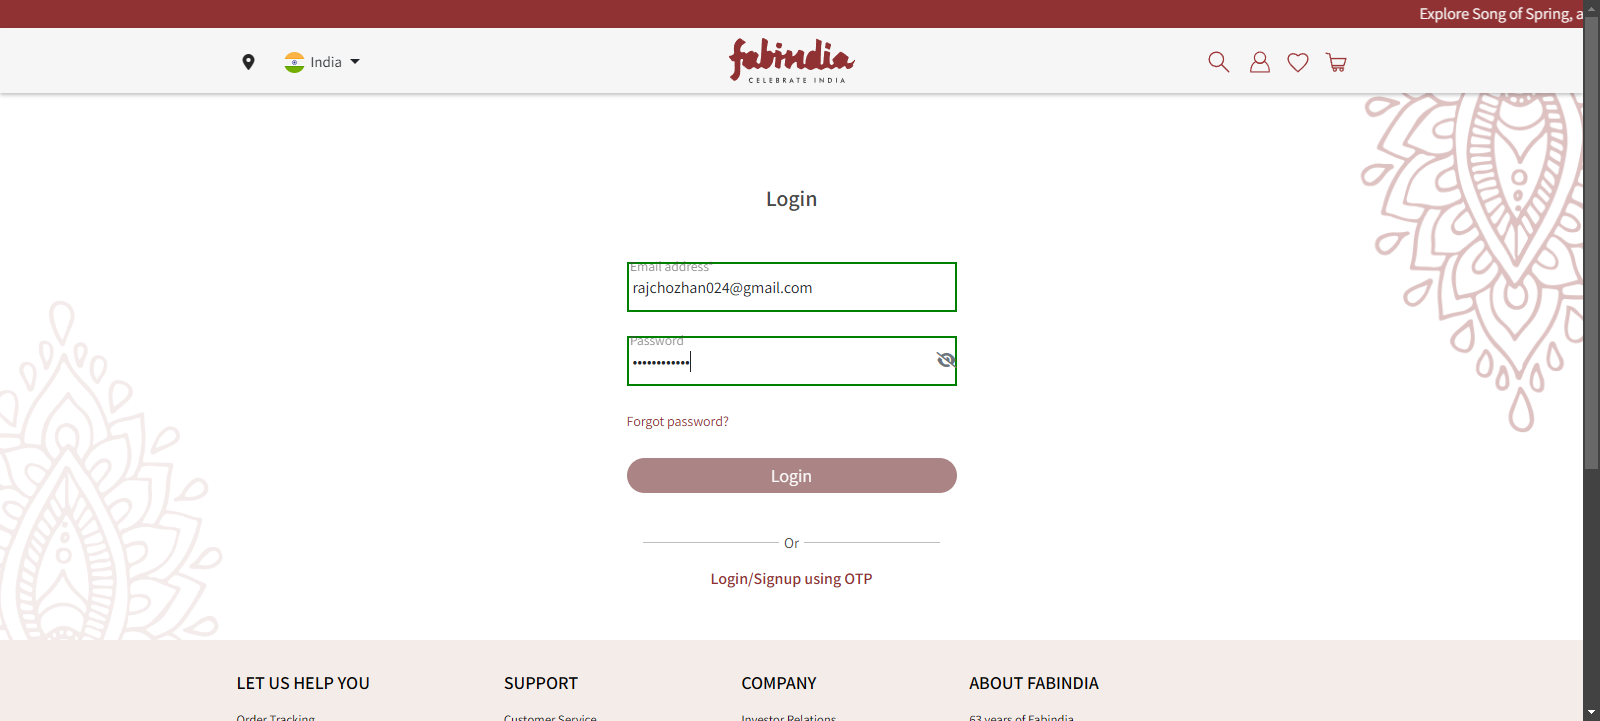 Explore Song of Spring, a
India
fabindia
CELEBRATE INDIA
Login
Email address*
rajchozhan024@gmail.com
Password
••••••••••••
Forgot password?
Login
Or
Login/Signup using OTP
LET US HELP YOU
SUPPORT
COMPANY
ABOUT FABINDIA
Order Tracking
Customer Service
Investor Relations
63 years of Fabindia